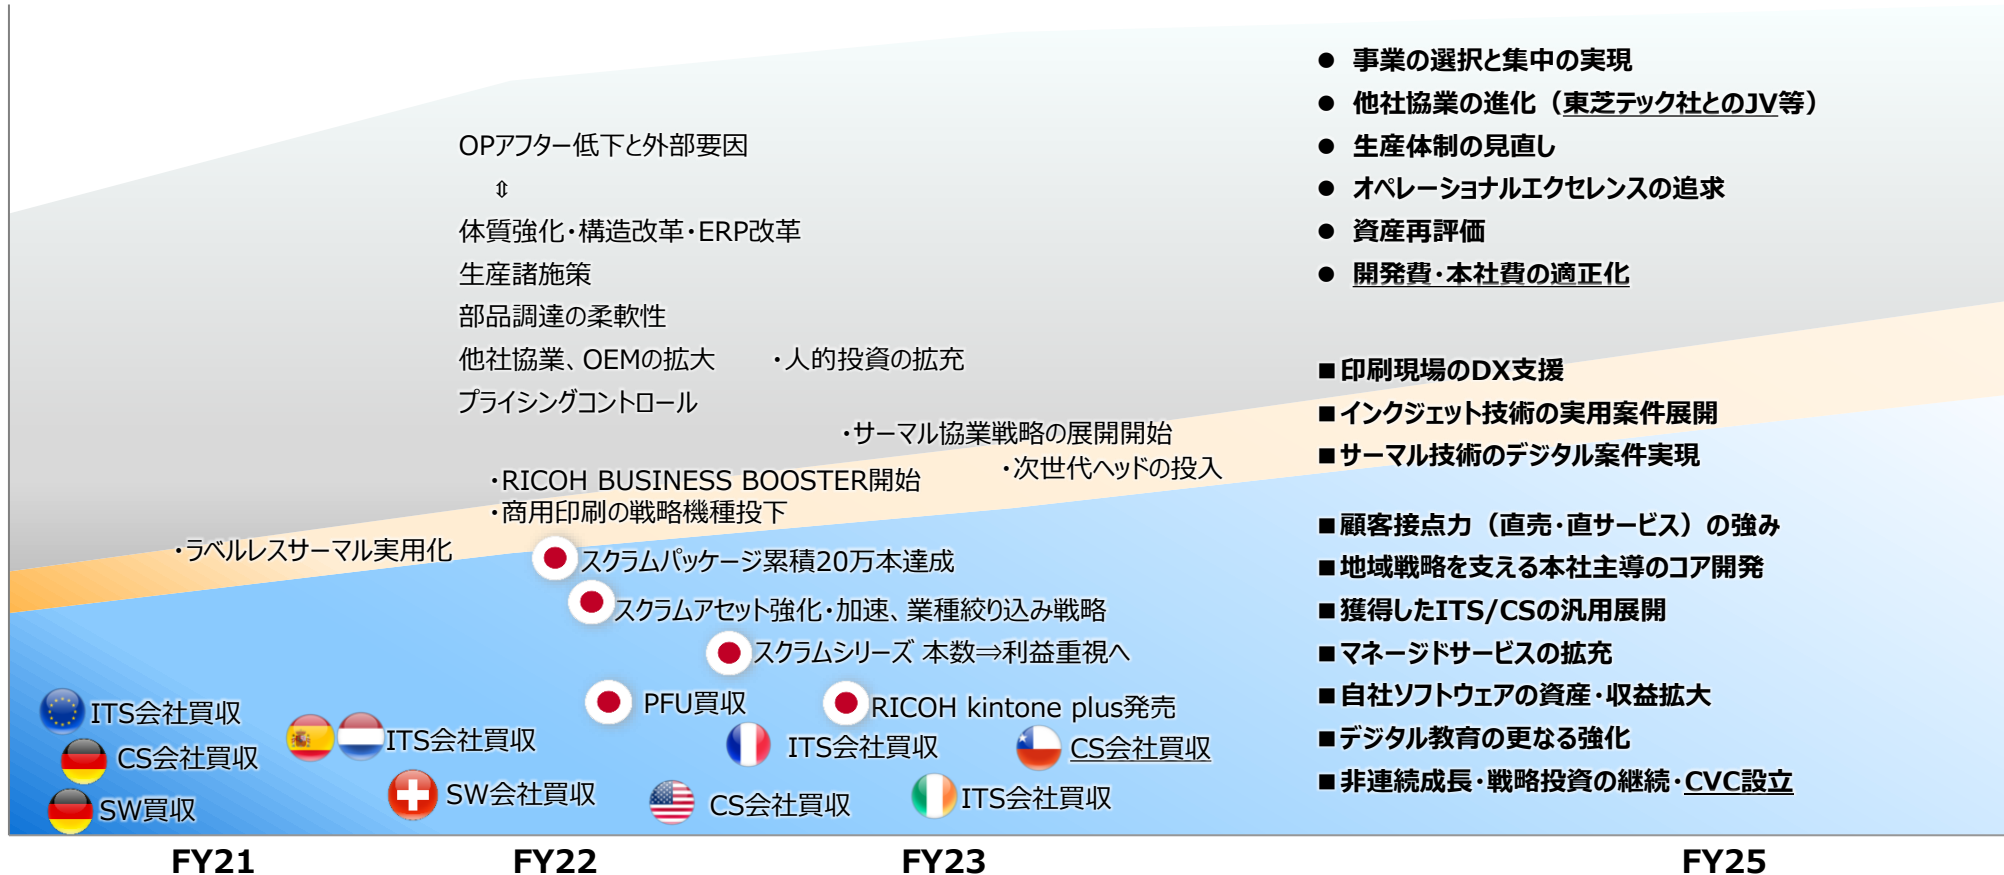 ● 事業の選択と集中の実現
● 他社協業の進化（東芝テック社とのJV等）
● 生産体制の見直し
● オペレーショナルエクセレンスの追求
● 資産再評価
● 開発費・本社費の適正化
OPアフター低下と外部要因
⇕
体質強化・構造改革・ERP改革
生産諸施策
部品調達の柔軟性
他社協業、OEMの拡大　・人的投資の拡充
プライシングコントロール
■印刷現場のDX支援
■インクジェット技術の実用案件展開
■サーマル技術のデジタル案件実現
・サーマル協業戦略の展開開始
・次世代ヘッドの投入
・RICOH BUSINESS BOOSTER開始
・商用印刷の戦略機種投下
・ラベルレスサーマル実用化
スクラムパッケージ累積20万本達成
スクラムアセット強化・加速、業種絞り込み戦略
スクラムシリーズ 本数⇒利益重視へ
PFU買収
RICOH kintone plus発売
ITS会社買収
CS会社買収
SW買収
ITS会社買収
SW会社買収
ITS会社買収
CS会社買収
CS会社買収
ITS会社買収
■顧客接点力（直売・直サービス）の強み
■地域戦略を支える本社主導のコア開発
■獲得したITS/CSの汎用展開
■マネージドサービスの拡充
■自社ソフトウェアの資産・収益拡大
■デジタル教育の更なる強化
■非連続成長・戦略投資の継続・CVC設立
FY21
FY22
FY23
FY25